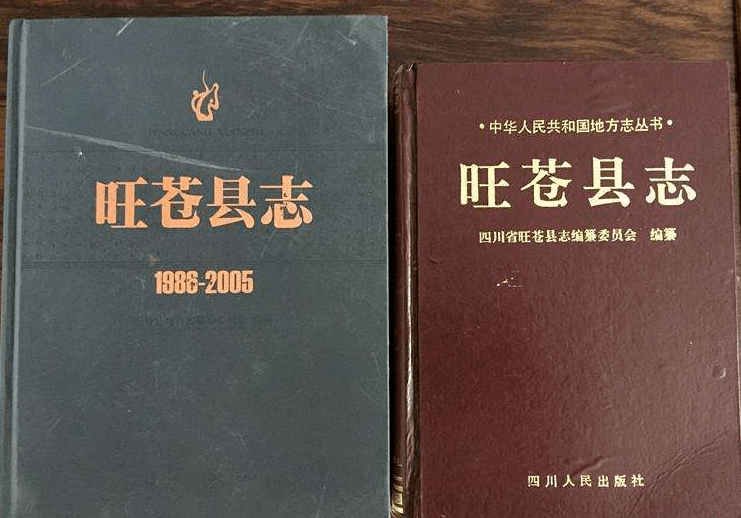 旺苍县志
1986-2005
·中华人民共和国地方志丛书·
旺苍县志
四川省旺苍县志编纂委员会 编纂
四川人民出版社